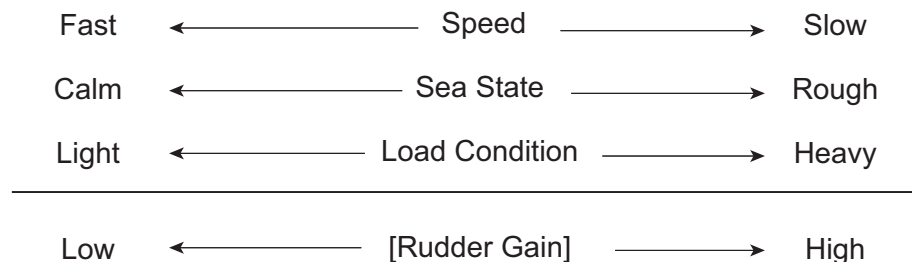 Fast Speed Slow
Calm Sea State Rough
Light Load Condition Heavy
Low [Rudder Gain] High